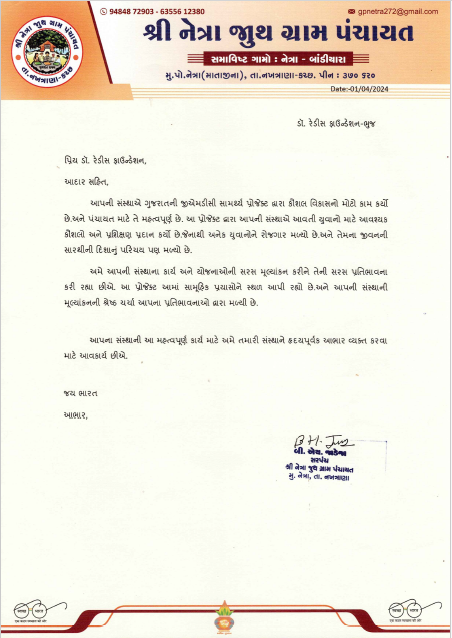 94848 72903 - 63556 12380
gpnetra272@gmail.com
શ્રી નેત્રા જુથ ગ્રામ પંચાયત
સમાવિષ્ટ ગામો : નેત્રા - બાંડીયારા
મુ.પો.નેત્રા(માતાજીના), તા.નખત્રાણા-કચ્છ. પીન : ૩૭૦ ૬૨૦
શ્રી નેત્રા જુથ ગ્રામ પંચાયત
તા.નખત્રાણા-કચ્છ
Date:-01/04/2024
ડૉ. રેડીસ ફાઉન્ડેશન-ભુજ
પ્રિય ડૉ. રેડીસ ફાઉન્ડેશન,
આદાર સહિત,
આપની સંસ્થાએ ગુજરાતની જીએમડીસી સામર્થ્ય પ્રોજેક્ટ દ્વારા કૌશલ વિકાસનો મોટો કામ કર્યો
છે.અને પંચાયત માટે તે મહત્વપૂર્ણ છે. આ પ્રોજેક્ટ દ્વારા આપની સંસ્થાએ આવતી યુવાનો માટે આવશ્યક
કૌશલો અને પ્રશિક્ષણ પ્રદાન કર્યો છે.જેનાથી અનેક યુવાનોને રોજગાર મળ્યો છે.અને તેમના જીવનની
સારથીની દિશાનું પરિચય પણ મળ્યો છે.
અમે આપની સંસ્થાના કાર્ય અને યોજનાઓની સરસ મૂલ્યાંકન કરીને તેની સરસ પ્રતિભાવના
કરી રહ્યા છીએ. આ પ્રોજેક્ટ આમાં સામૂહિક પ્રયાસોને સ્થળ આપી રહ્યો છે.અને આપની સંસ્થાની
મૂલ્યાંકનની શ્રેષ્ઠ ચર્ચા આપના પ્રતિભાવનાઓ દ્વારા મળ્યી છે.
આપના સંસ્થાની આ મહત્વપૂર્ણ કાર્ય માટે અમે તમારી સંસ્થાને હૃદયપૂર્વક આભાર વ્યક્ત કરવા
માટે આવકાર્ય છીએ.
જય ભારત
આભાર,
બી. એચ. જાડેજા
સરપંચ
શ્રી નેત્રા જુથ ગ્રામ પંચાયત
મુ. નેત્રા, તા. નખત્રાણા